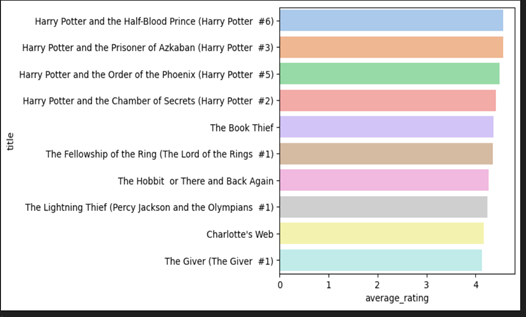 Harry Potter and the Half-Blood Prince (Harry Potter  #6)
Harry Potter and the Prisoner of Azkaban (Harry Potter  #3)
Harry Potter and the Order of the Phoenix (Harry Potter  #5)
Harry Potter and the Chamber of Secrets (Harry Potter  #2)
The Book Thief
title
The Fellowship of the Ring (The Lord of the Rings  #1)
The Hobbit  or There and Back Again
The Lightning Thief (Percy Jackson and the Olympians  #1)
Charlotte's Web
The Giver (The Giver  #1)
0 1 2 3 4
average_rating